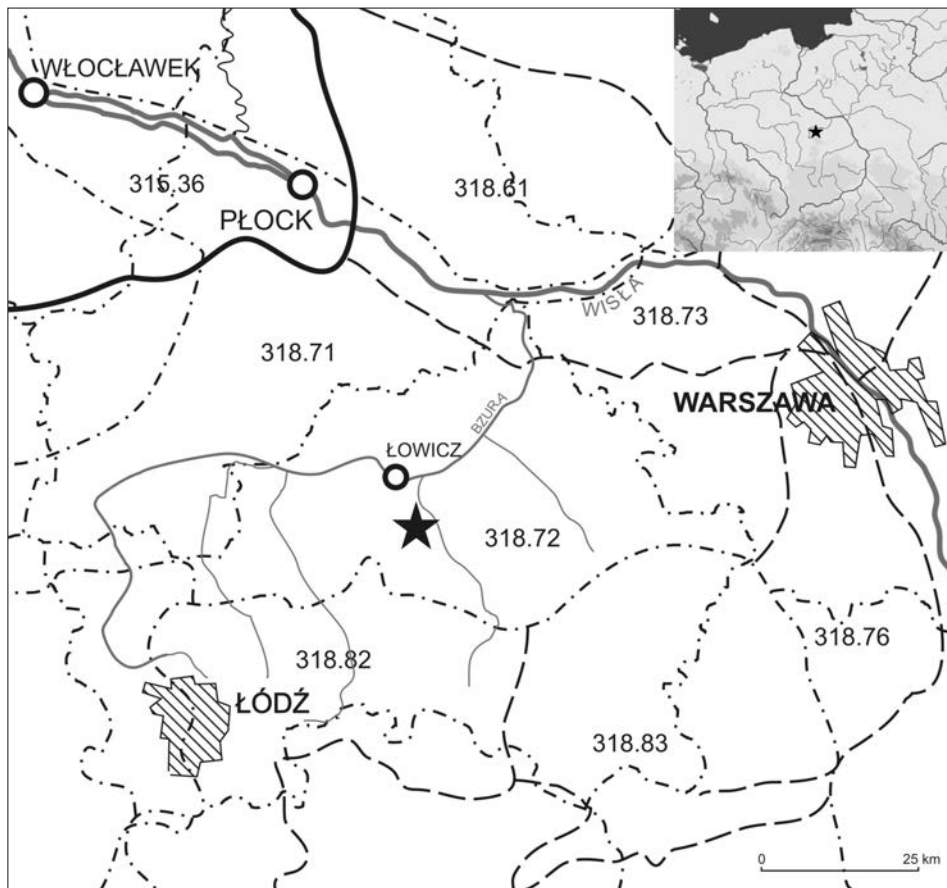 WŁOCŁAWEK
315.36
318.61
PŁOCK
WISŁA
318.73
318.71
WARSZAWA
BZURA
ŁOWICZ
318.72
318.76
318.82
ŁÓDŹ
318.83
0 25 km